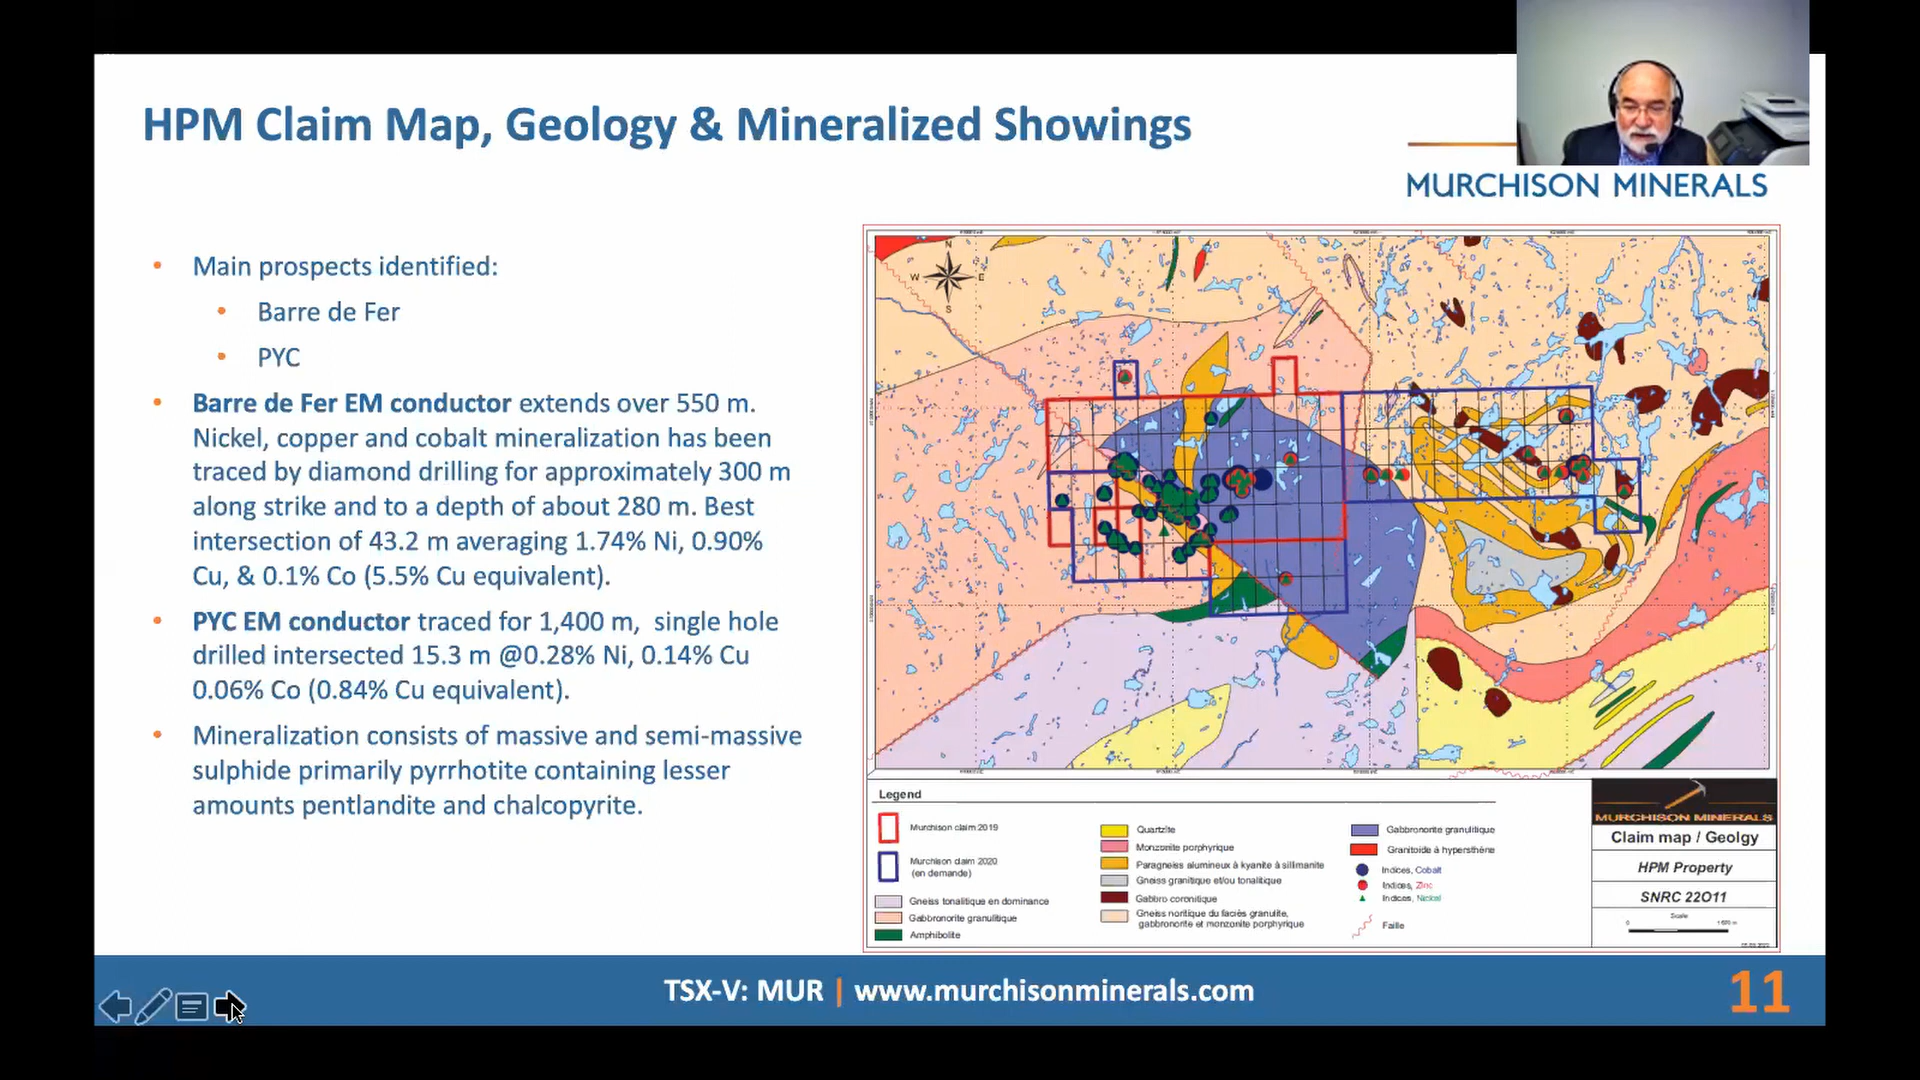 HPM Claim Map, Geology & Mineralized Showings
MURCHISON MINERALS
• Main prospects identified:
• Barre de Fer
• PYC
• Barre de Fer EM conductor extends over 550 m.
Nickel, copper and cobalt mineralization has been
traced by diamond drilling for approximately 300 m
along strike and to a depth of about 280 m. Best
intersection of 43.2 m averaging 1.74% Ni, 0.90%
Cu, & 0.1% Co (5.5% Cu equivalent).
• PYC EM conductor traced for 1,400 m, single hole
drilled intersected 15.3 m @0.28% Ni, 0.14% Cu
0.06% Co (0.84% Cu equivalent).
• Mineralization consists of massive and semi-massive
sulphide primarily pyrrhotite containing lesser
amounts pentlandite and chalcopyrite.
N
W E
S
Legend
Murchison claim 2019
Murchison claim 2020
(en demande)
Gneiss tonalitique en dominance
Gabbronorite granulitique
Amphibolite
Quartzite
Monzonite porphyrique
Paragneiss alumineux à kyanite à sillimanite
Gneiss granitique et/ou tonalitique
Gabbro coronitique
Gneiss noritique du faciès granulite,
gabbronorite et monzonite porphyrique
Gabbronorite granulitique
Granitoide à hypersthène
Indices, Cobalt
Indices, Zinc
Indices, Nickel
Faille
MURCHISON MINERALS
Claim map / Geolgy
HPM Property
SNRC 22O11
Scale
0
TSX-V: MUR | www.murchisonminerals.com
11